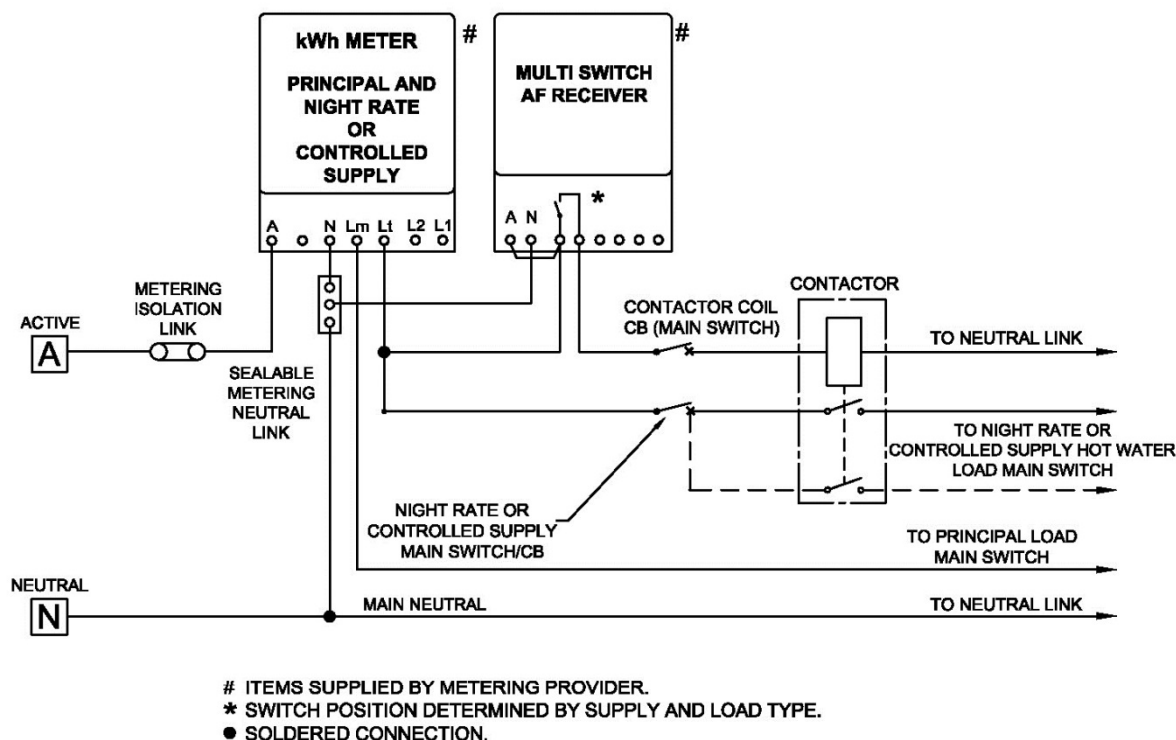 kWh METER
PRINCIPAL AND
NIGHT RATE
OR
CONTROLLED
SUPPLY
#
MULTI SWITCH
AF RECEIVER
#
A N Lm Lt L2 L1
A N *
METERING
ISOLATION
LINK
ACTIVE
A
SEALABLE
METERING
NEUTRAL
LINK
CONTACTOR COIL
CB (MAIN SWITCH)
CONTACTOR
TO NEUTRAL LINK
TO NIGHT RATE OR
CONTROLLED SUPPLY HOT WATER
LOAD MAIN SWITCH
NIGHT RATE OR
CONTROLLED SUPPLY
MAIN SWITCH/CB
TO PRINCIPAL LOAD
MAIN SWITCH
NEUTRAL
N
MAIN NEUTRAL
TO NEUTRAL LINK
# ITEMS SUPPLIED BY METERING PROVIDER.
* SWITCH POSITION DETERMINED BY SUPPLY AND LOAD TYPE.
● SOLDERED CONNECTION.